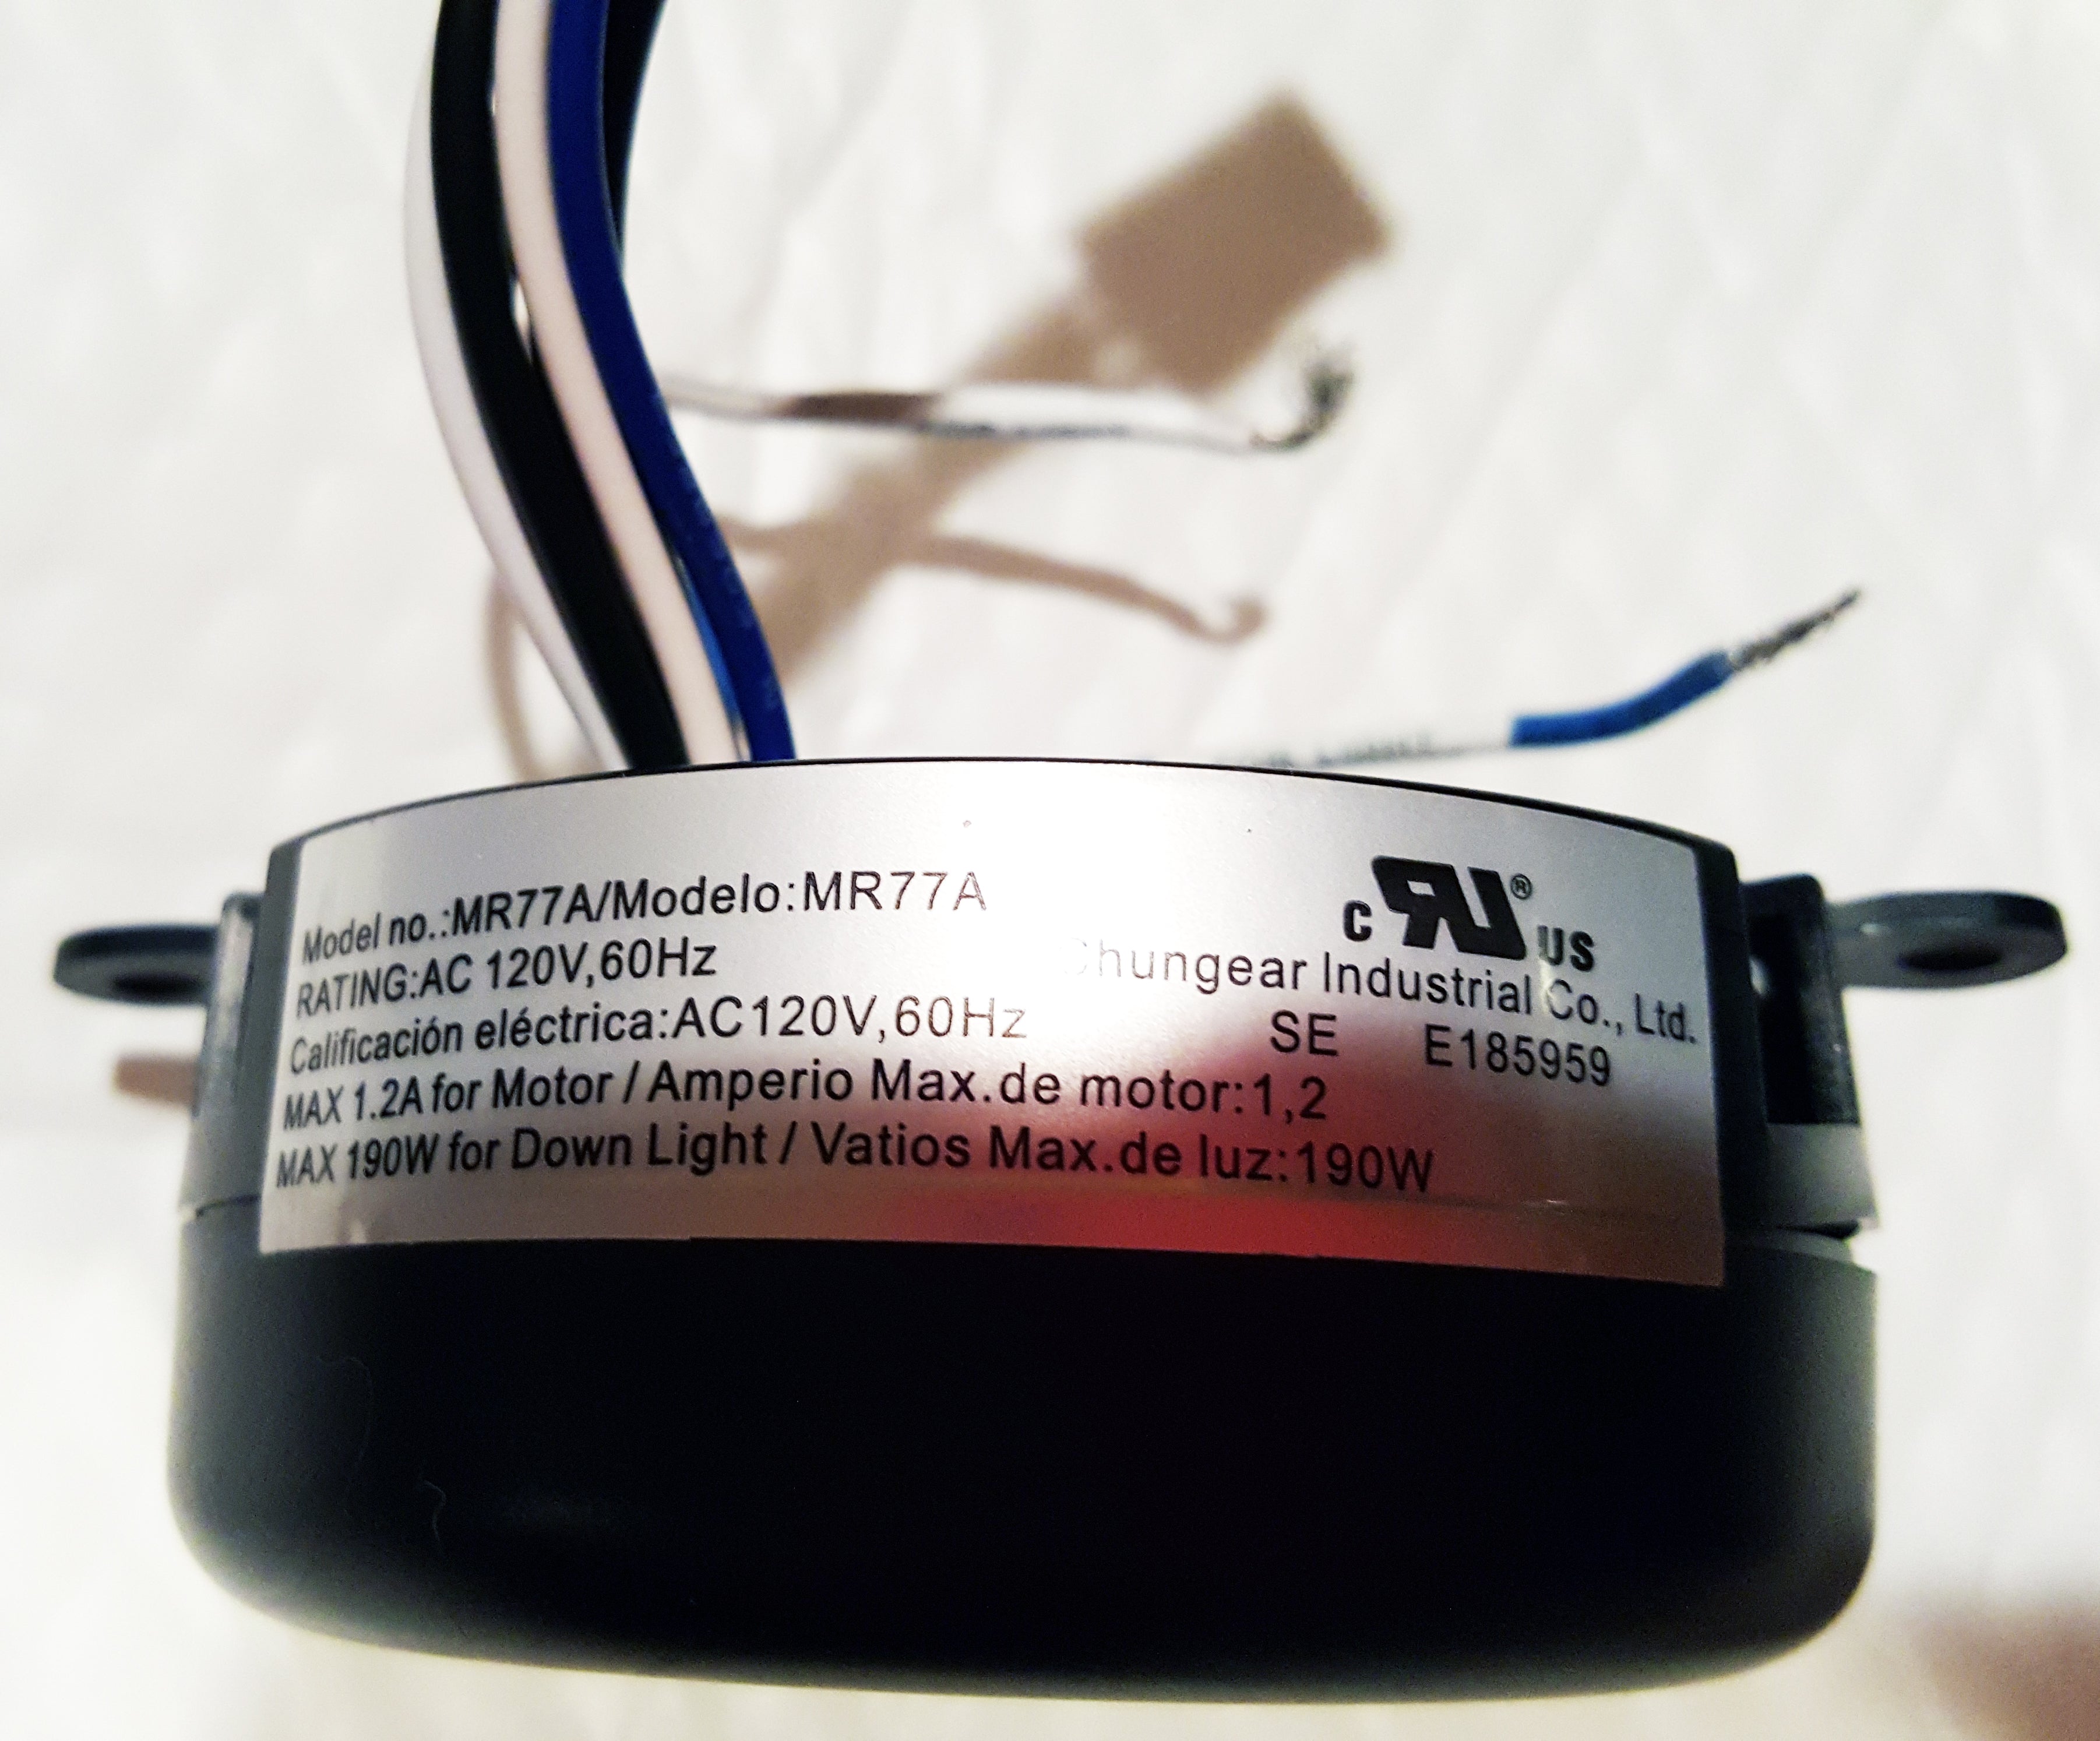 Model no.:MR77A/Modelo:MR77A
RATING:AC 120V,60Hz
Calificación eléctrica:AC120V,60Hz
MAX 1.2A for Motor / Amperio Max.de motor:1,2
MAX 190W for Down Light / Vatios Max.de luz:190W
c RU ® US
Chungear Industrial Co., Ltd.
SE E185959